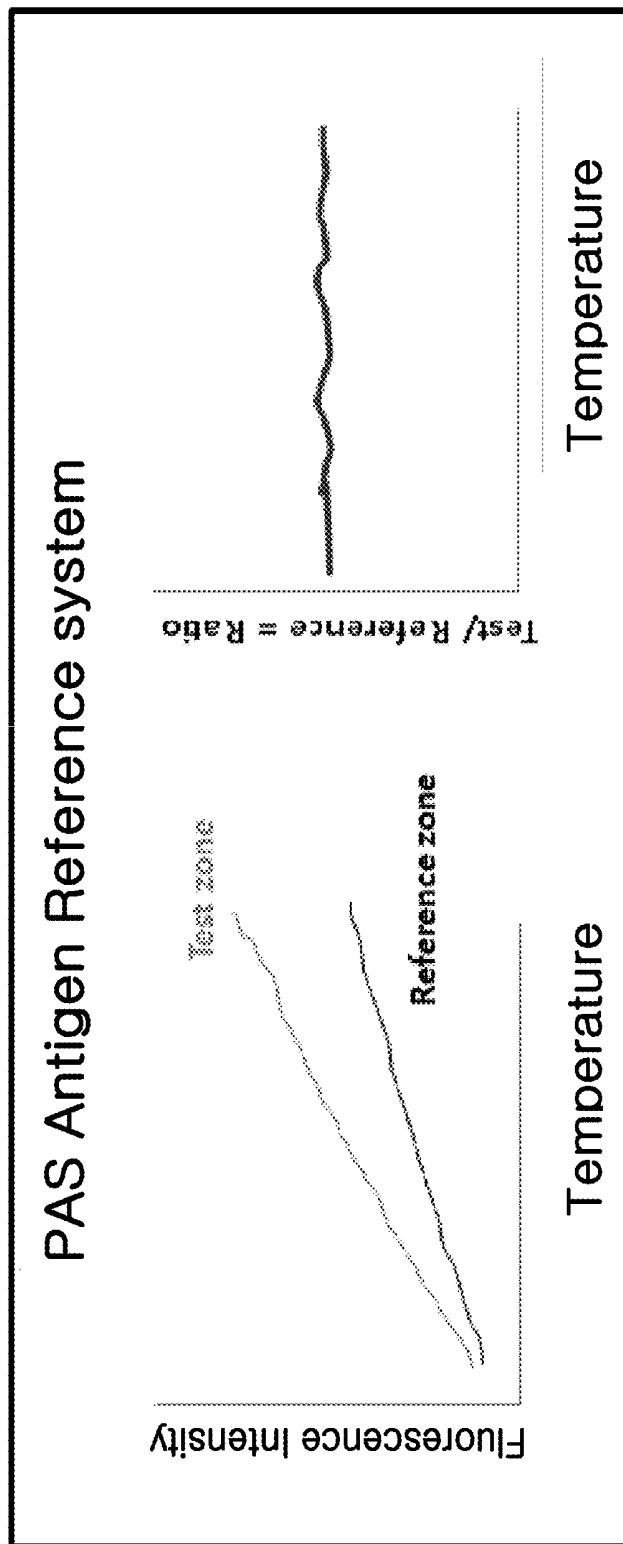 PAS Antigen Reference system
Fluorescence Intensity
Test zone
Reference zone
Temperature
Test/ Reference = Ratio
Temperature